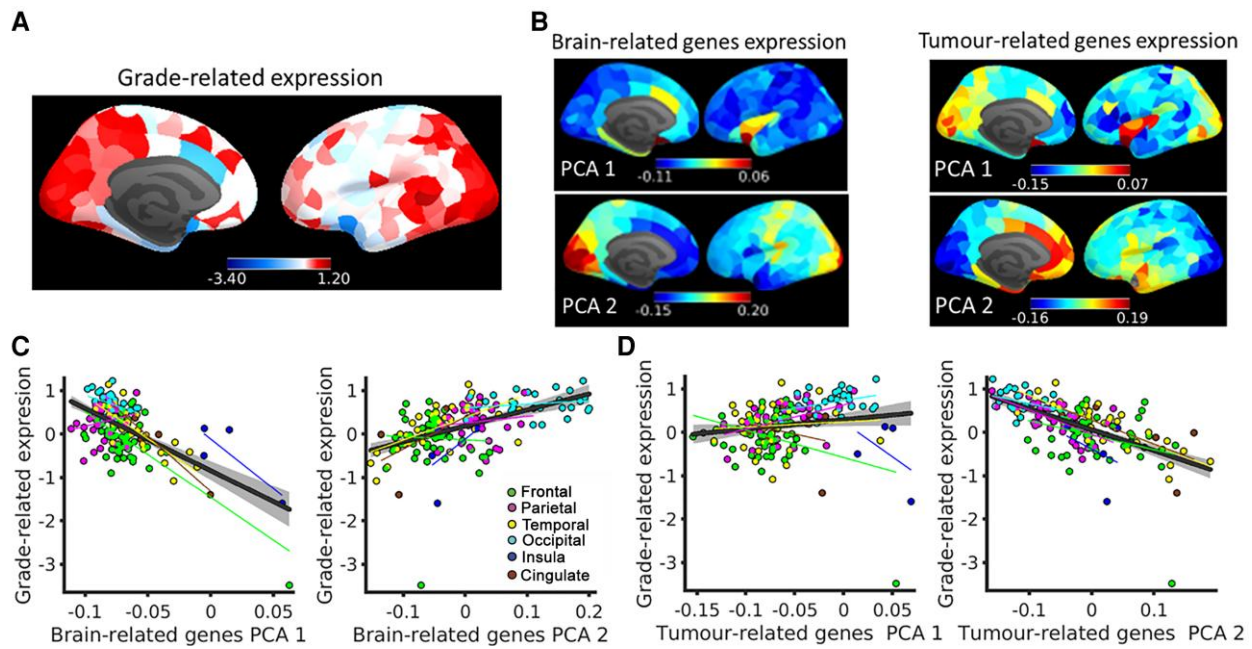 A
Grade-related expression
-3.40 1.20
B
Brain-related genes expression
PCA 1
-0.11 0.06
PCA 2
-0.15 0.20
Tumour-related genes expression
PCA 1
-0.15 0.07
PCA 2
-0.16 0.19
C
Grade-related expression
1
0
-1
-2
-3
-0.1 -0.05 0 0.05
Brain-related genes PCA 1
Grade-related expression
1
0
-1
-2
-3
Frontal
Parietal
Temporal
Occipital
Insula
Cingulate
-0.1 0 0.1 0.2
Brain-related genes PCA 2
D
Grade-related expression
1
0
-1
-2
-3
-0.15 -0.1 -0.05 0 0.05
Tumour-related genes PCA 1
Grade-related expression
1
0
-1
-2
-3
-0.1 0 0.1
Tumour-related genes PCA 2